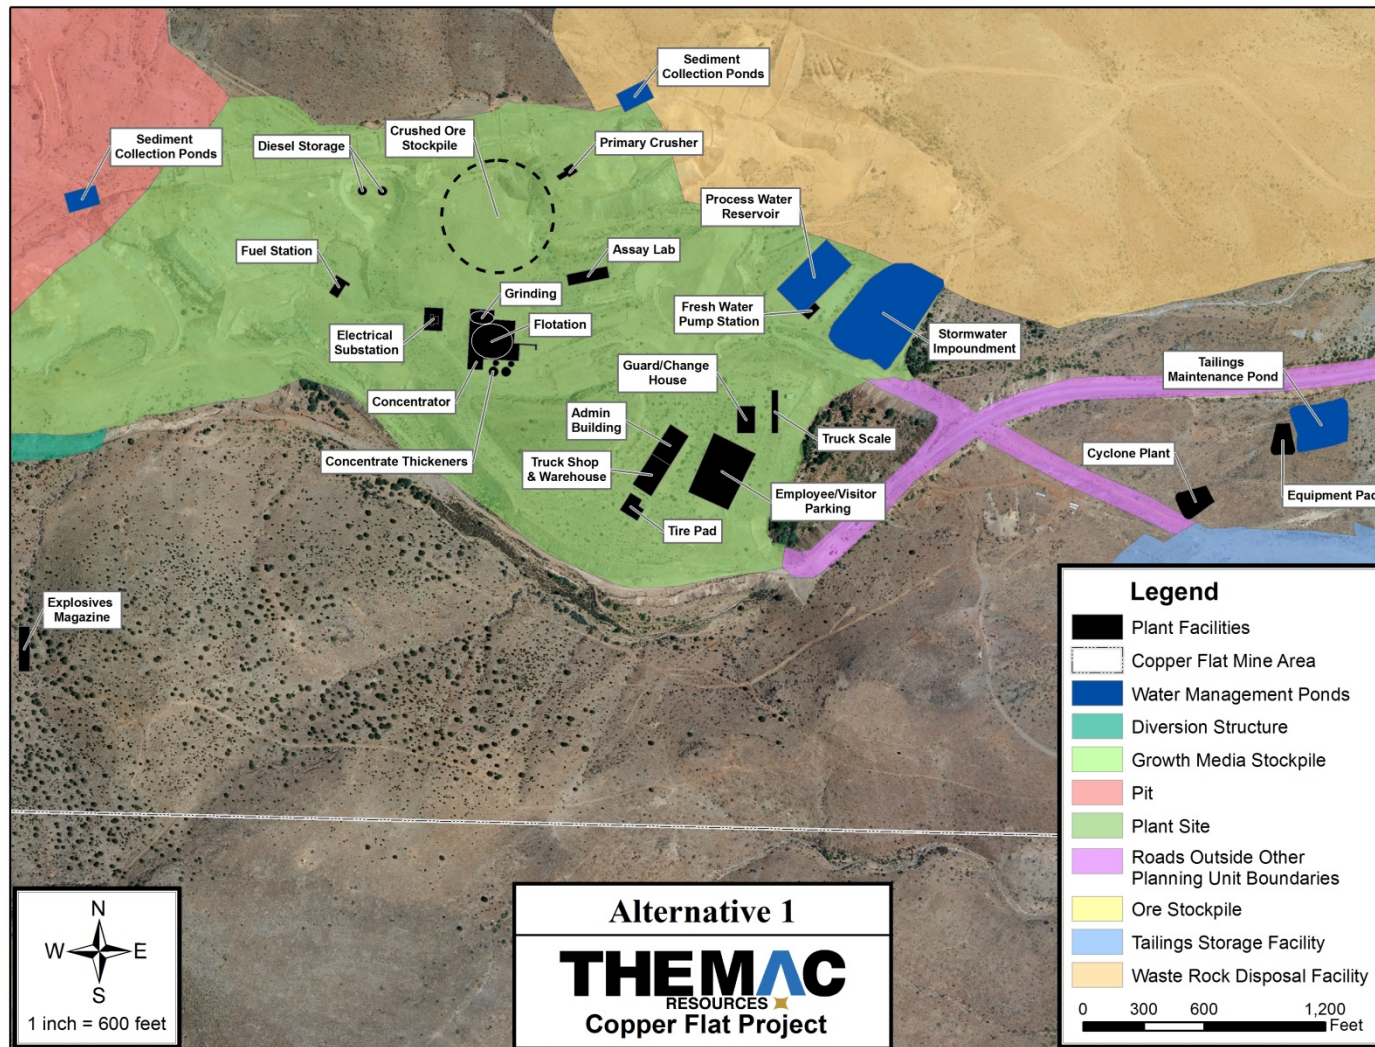 Sediment
Collection Ponds
Sediment
Collection Ponds
Diesel Storage
Crushed Ore
Stockpile
Primary Crusher
Process Water
Reservoir
Fuel Station
Assay Lab
Grinding
Fresh Water
Pump Station
Electrical
Substation
Flotation
Stormwater
Impoundment
Guard/Change
House
Tailings
Maintenance Pond
Concentrator
Admin
Building
Truck Scale
Concentrate Thickeners
Truck Shop
& Warehouse
Cyclone Plant
Employee/Visitor
Parking
Equipment Pad
Tire Pad
Explosives
Magazine
Legend
Plant Facilities
Copper Flat Mine Area
Water Management Ponds
Diversion Structure
Growth Media Stockpile
Pit
Plant Site
Roads Outside Other
Planning Unit Boundaries
Ore Stockpile
Tailings Storage Facility
Waste Rock Disposal Facility
0 300 600 1,200
Feet
N
W E
S
1 inch = 600 feet
Alternative 1
THEMAC
RESOURCES
Copper Flat Project